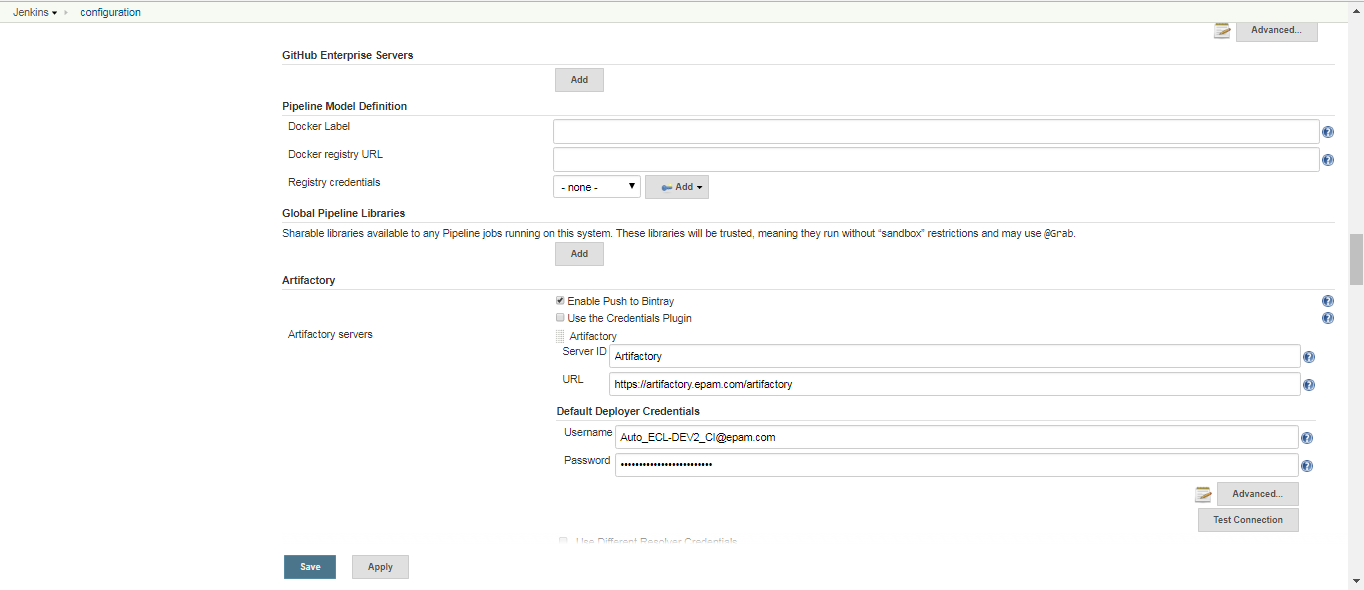 Jenkins configuration
Advanced...
GitHub Enterprise Servers
Add
Pipeline Model Definition
Docker Label
Docker registry URL
Registry credentials - none - Add
Global Pipeline Libraries
Sharable libraries available to any Pipeline jobs running on this system. These libraries will be trusted, meaning they run without “sandbox” restrictions and may use @Grab.
Add
Artifactory
Enable Push to Bintray
Use the Credentials Plugin
Artifactory servers
Artifactory
Server ID Artifactory
URL https://artifactory.epam.com/artifactory
Default Deployer Credentials
Username Auto_ECL-DEV2_CI@epam.com
Password
Advanced...
Test Connection
Use Different Resolver Credentials
Save Apply